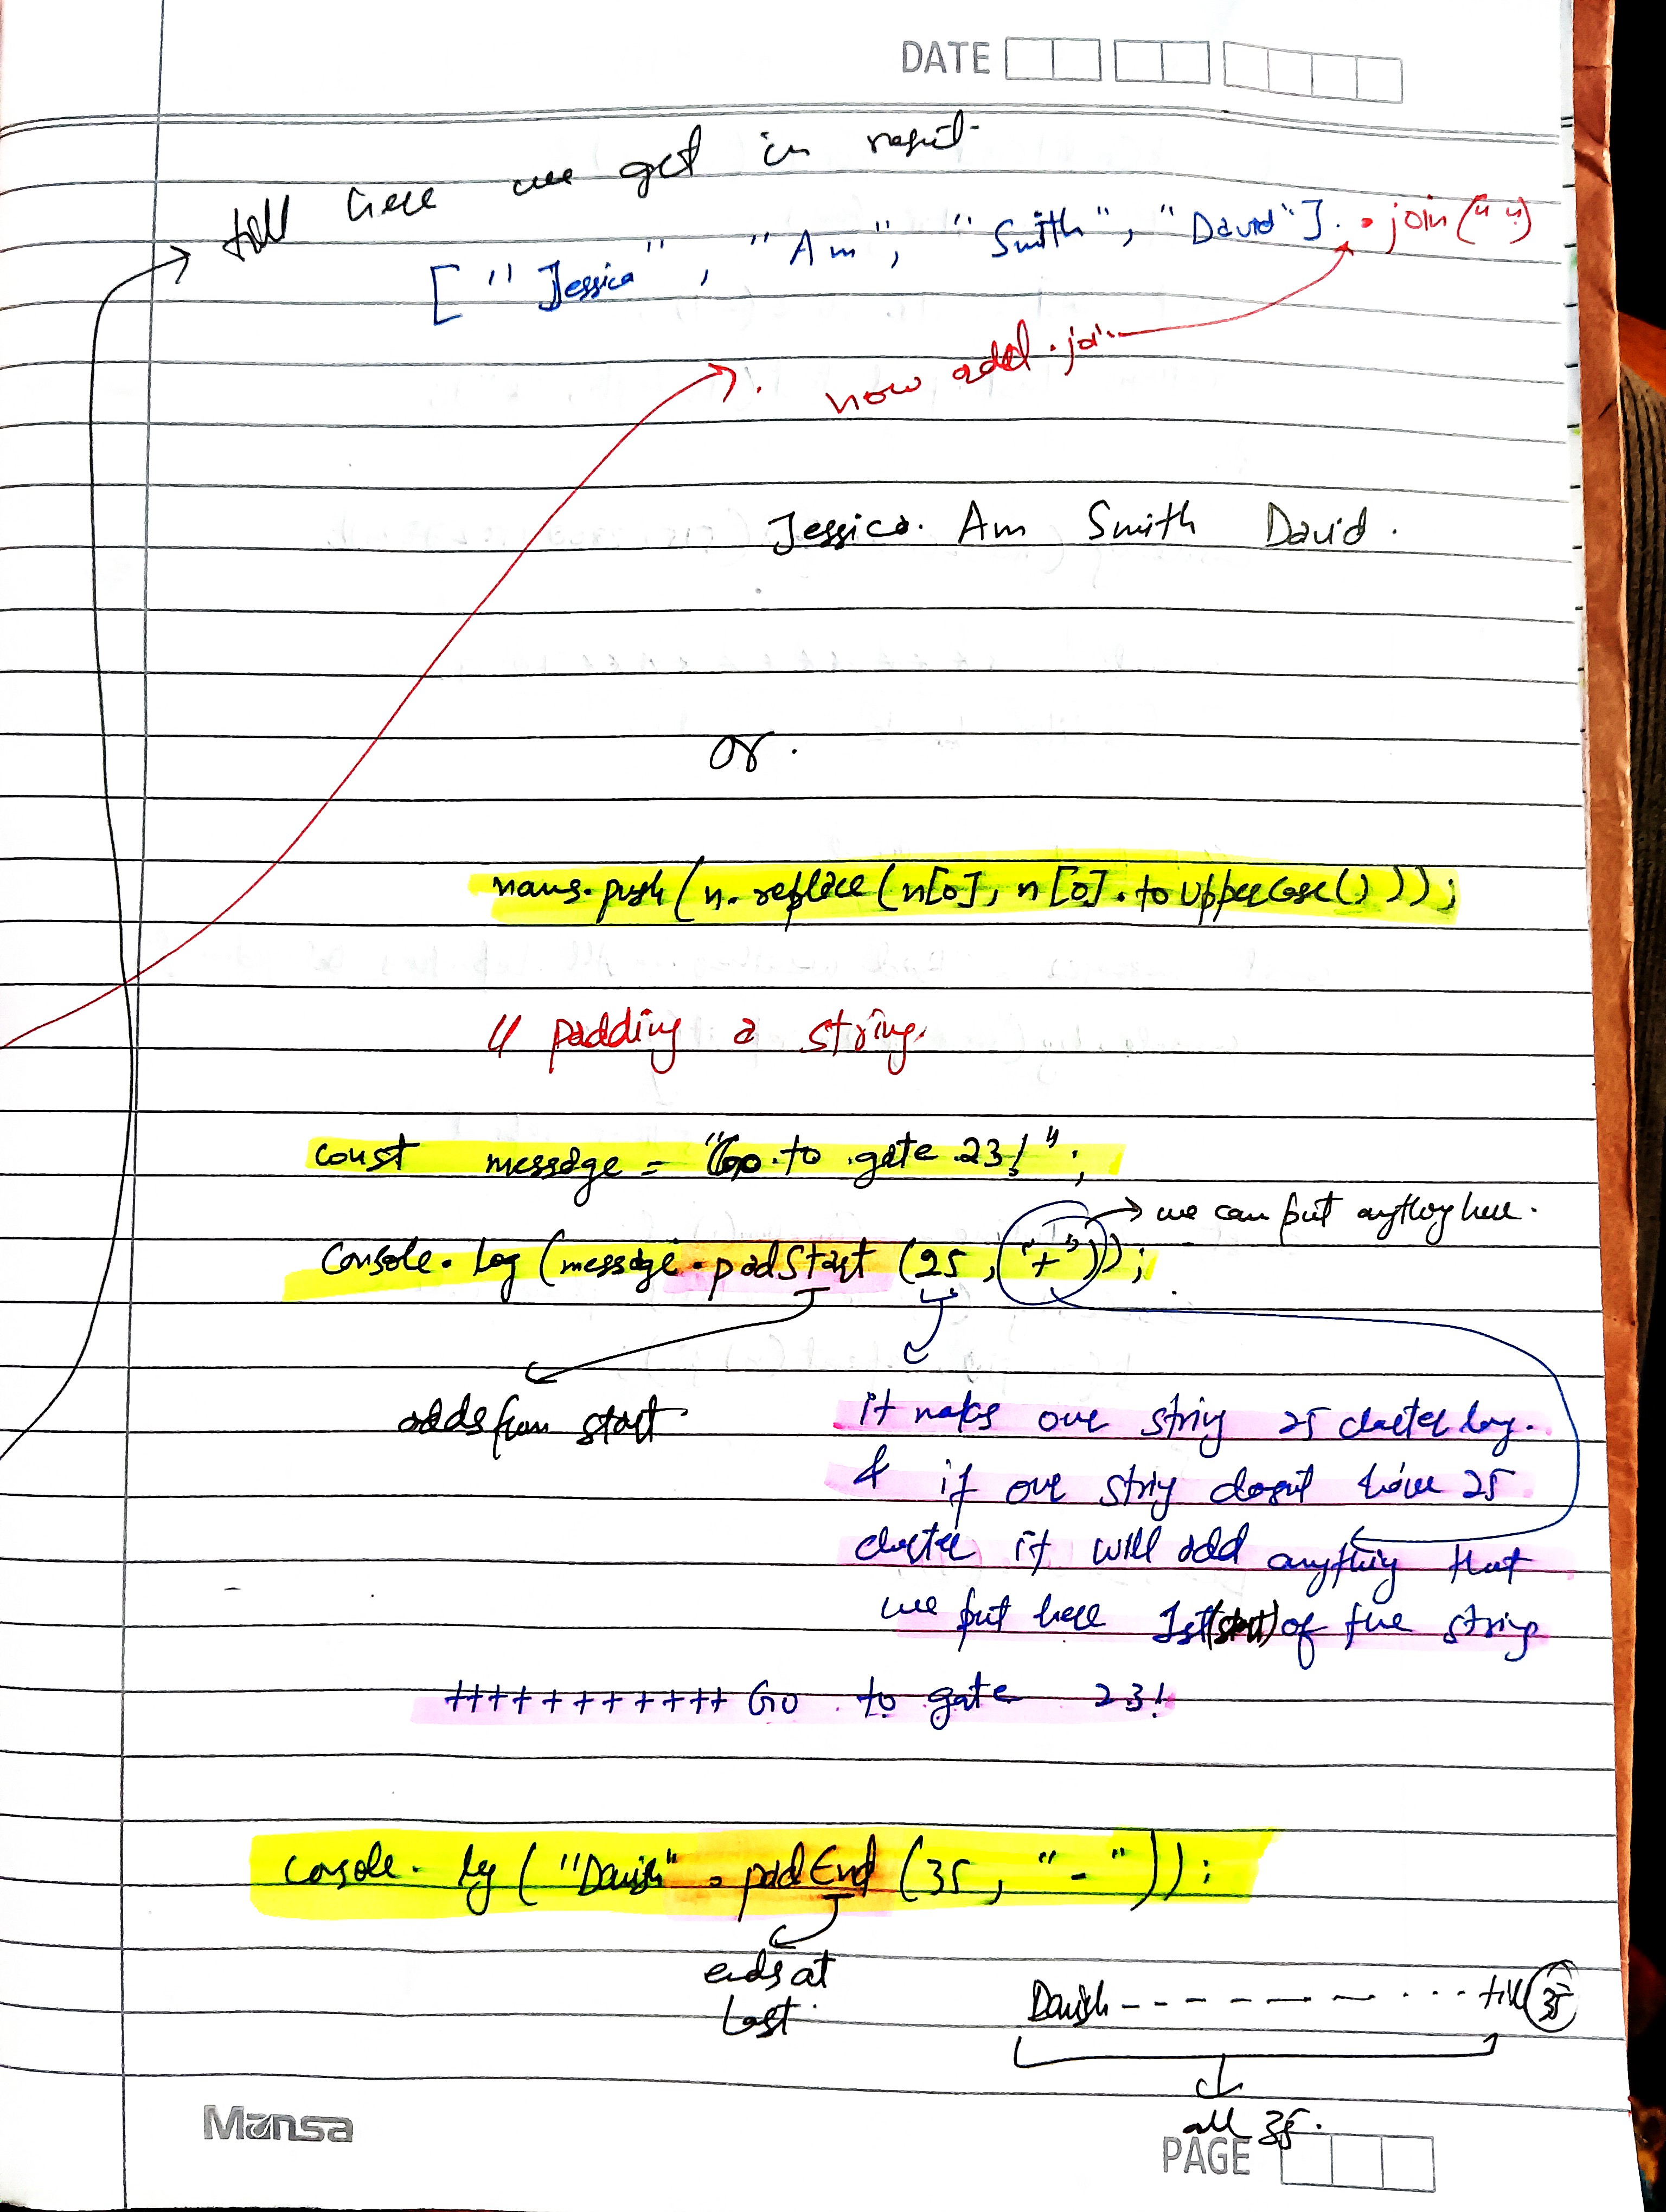 DATE
till here we get in result
["Jessica", "Am", "Smith", "David"]. .join(" ")
now add .join
Jessica. Am Smith David.
or.
nams.push(n.replace(n[0], n[0].toUpperCase()));
// padding a string.
const message = "Go to gate 23!";
→ we can put anything here.
Console.log(message.padStart(25, "+"));
adds from start
it makes our string 25 charcter long.
& if our string dosent have 25
charcter it will add anything that
we put here 1st(start) of the string
+++++++++++ Go to gate 23!
console.log("Danish".padEnd(35, "-"));
ends at
last.
Danish - - - - - - - . . . . till 35
all 35.
Mansa
PAGE